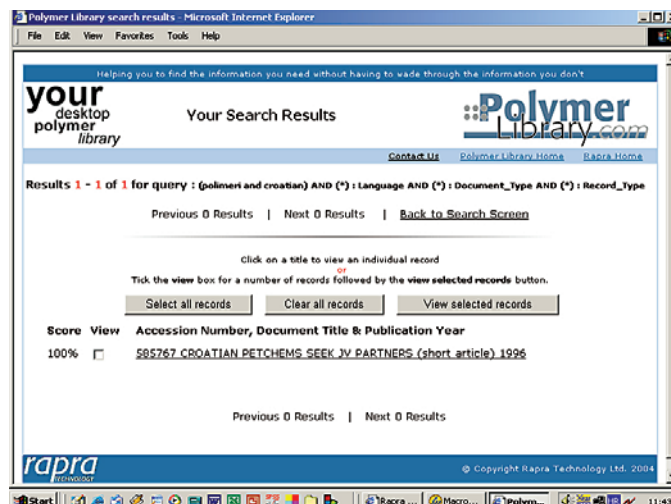 Polymer Library search results - Microsoft Internet Explorer
File Edit View Favorites Tools Help
Helping you to find the information you need without having to wade through the information you don't
your
desktop
polymer
library
Your Search Results
Polymer
Library.com
Contact Us Polymer Library Home Rapra Home
Results 1 - 1 of 1 for query : (polimeri and croatian) AND (*) : Language AND (*) : Document_Type AND (*) : Record_Type
Previous 0 Results | Next 0 Results | Back to Search Screen
Click on a title to view an individual record
or
Tick the view box for a number of records followed by the view selected records button.
Select all records Clear all records View selected records
Score View Accession Number, Document Title & Publication Year
100% 585767 CROATIAN PETCHEMS SEEK JV PARTNERS (short article) 1996
Previous 0 Results | Next 0 Results
rapra
TECHNOLOGY
© Copyright Rapra Technology Ltd. 2004
Start Rapra ... Macro... Polym...